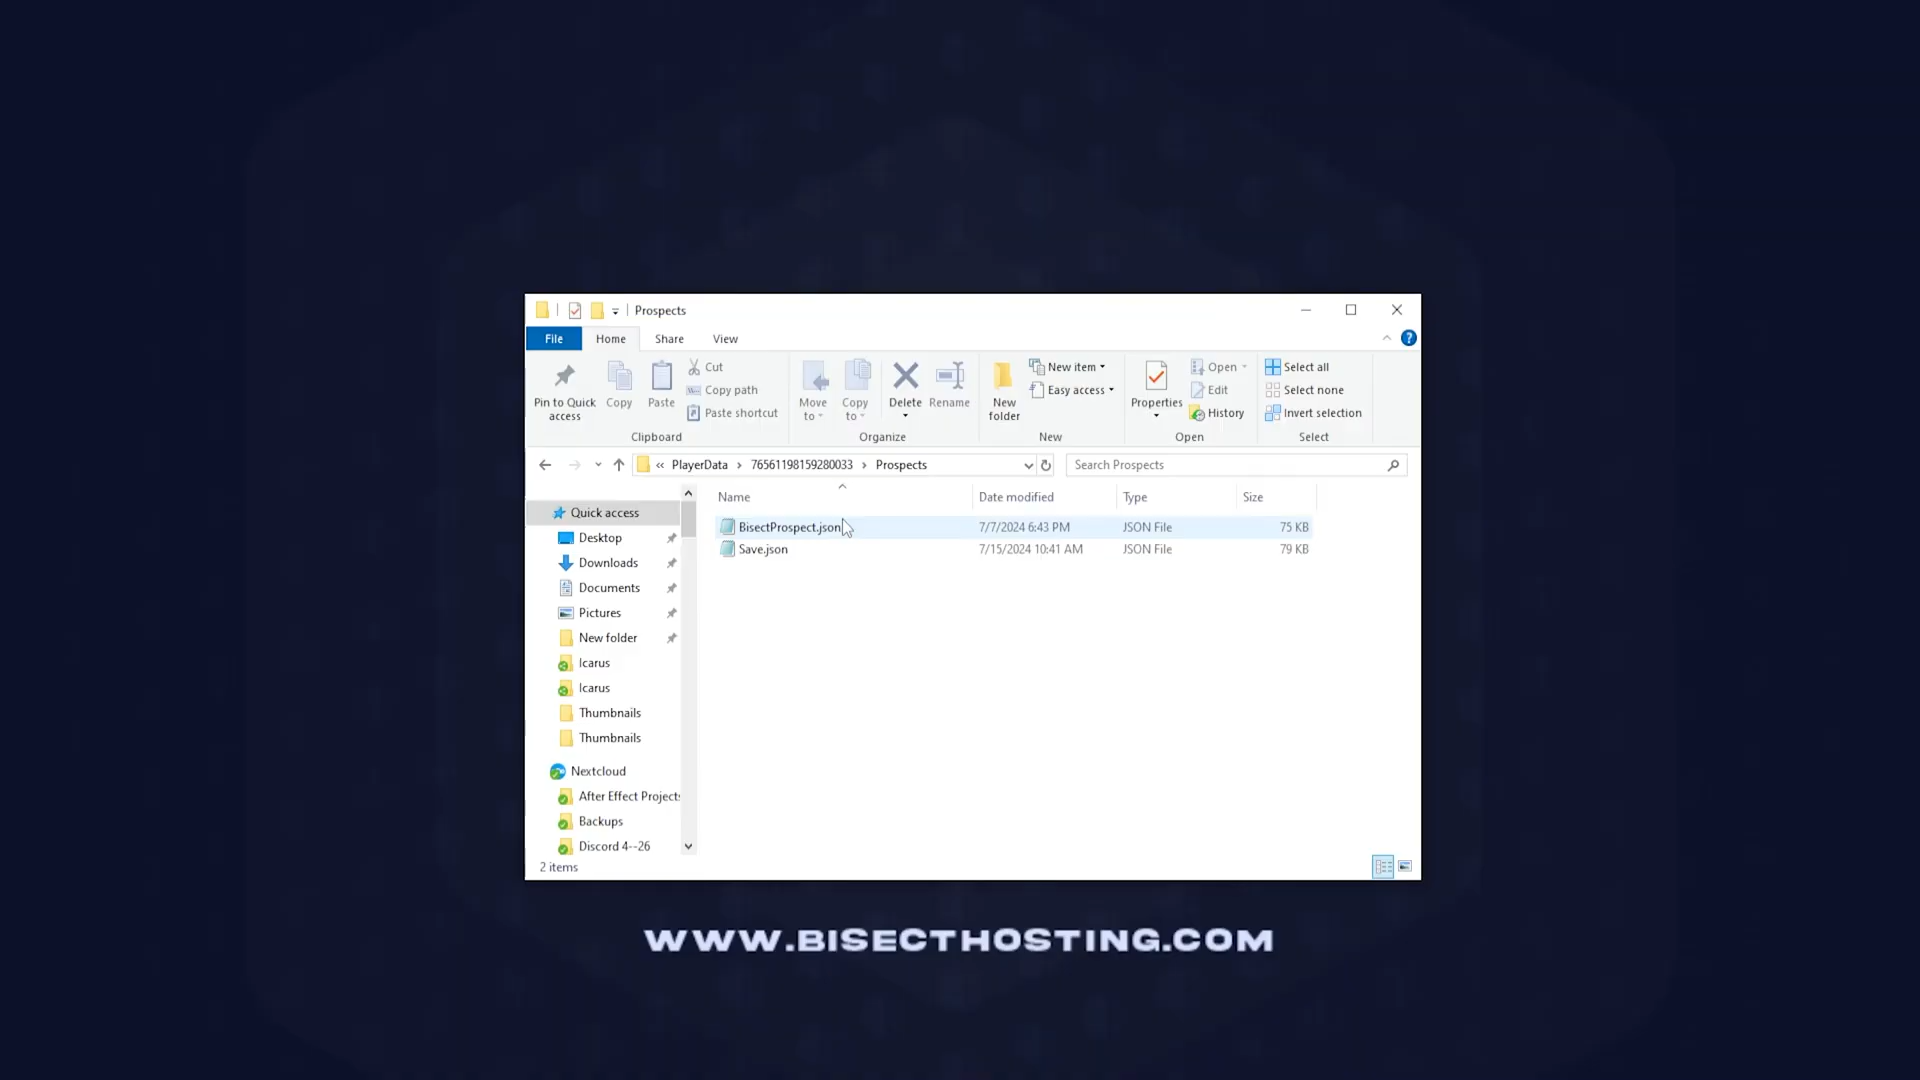 Prospects
File Home Share View
Pin to Quick access
Copy
Paste
Cut
Copy path
Paste shortcut
Clipboard
Move to
Copy to
Delete
Rename
Organize
New folder
New item
Easy access
New
Properties
Open
Edit
History
Open
Select all
Select none
Invert selection
Select
« PlayerData › 76561198159280033 › Prospects
Search Prospects
Name Date modified Type Size
BisectProspect.json 7/7/2024 6:43 PM JSON File 75 KB
Save.json 7/15/2024 10:41 AM JSON File 79 KB
Quick access
Desktop
Downloads
Documents
Pictures
New folder
Icarus
Icarus
Thumbnails
Thumbnails
Nextcloud
After Effect Projects
Backups
Discord 4--26
2 items
WWW.BISECTHOSTING.COM